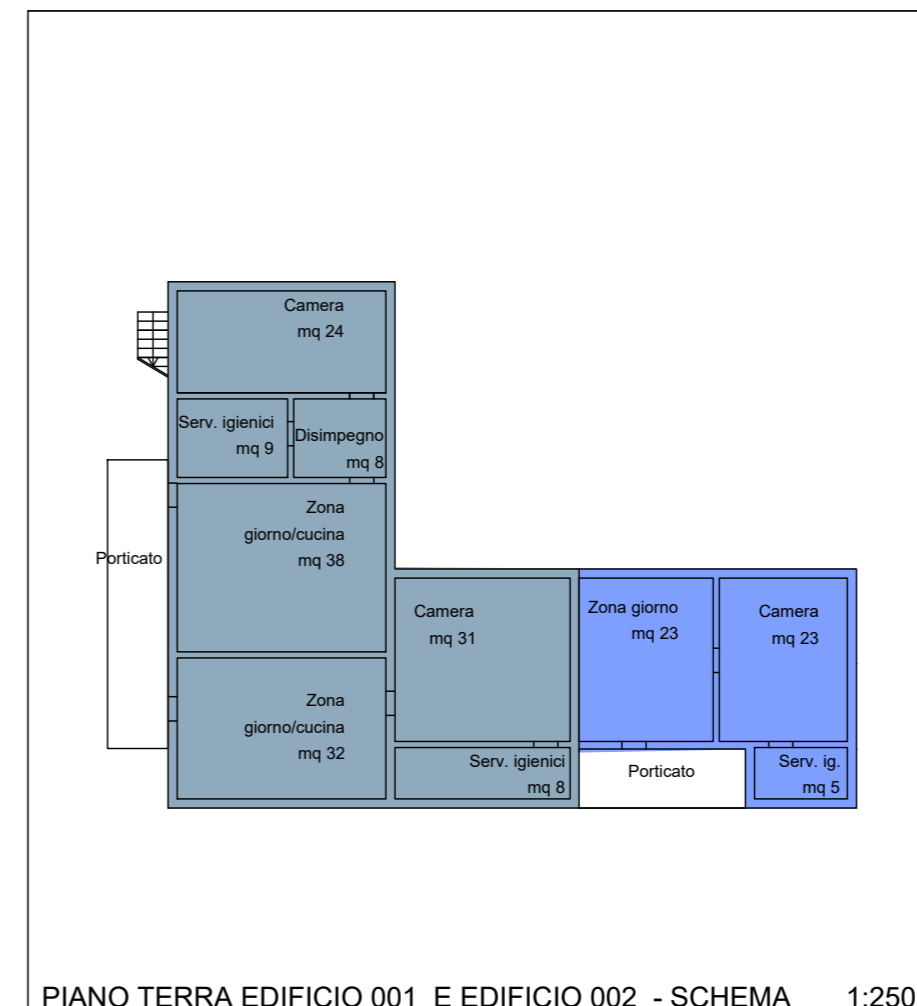 Camera
mq 24
Serv. igienici
mq 9
Disimpegno
mq 8
Zona
giorno/cucina
mq 38
Porticato
Camera
mq 31
Zona giorno
mq 23
Camera
mq 23
Zona
giorno/cucina
mq 32
Serv. igienici
mq 8
Porticato
Serv. ig.
mq 5
PIANO TERRA EDIFICIO 001 E EDIFICIO 002 - SCHEMA 1:250